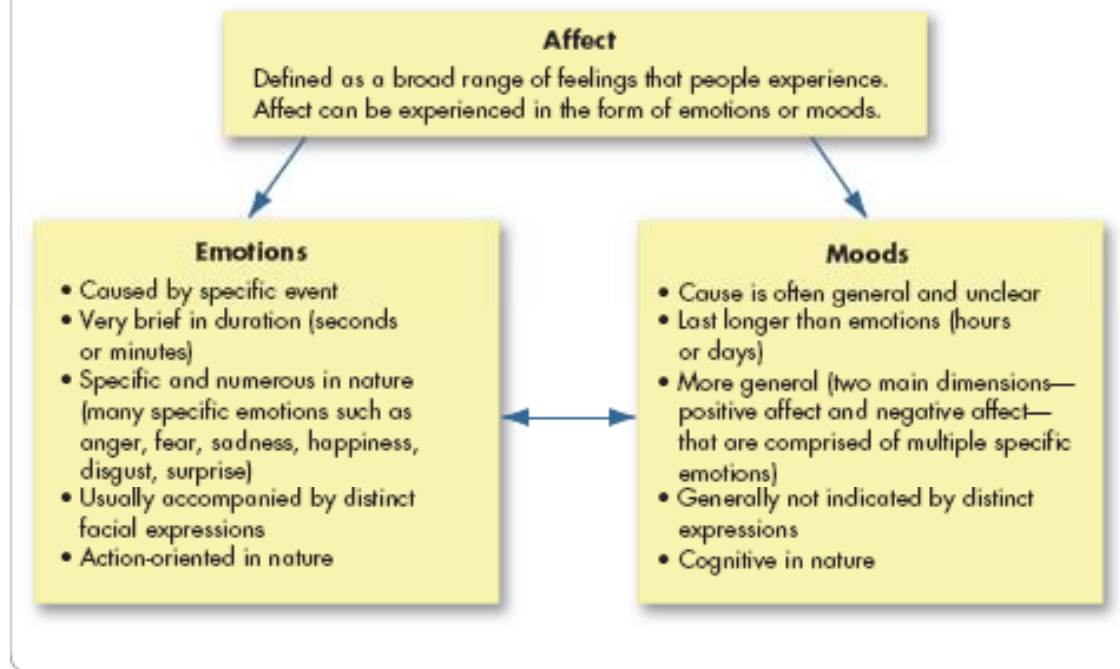 Affect
Defined as a broad range of feelings that people experience.
Affect can be experienced in the form of emotions or moods.
Emotions
• Caused by specific event
• Very brief in duration (seconds
or minutes)
• Specific and numerous in nature
(many specific emotions such as
anger, fear, sadness, happiness,
disgust, surprise)
• Usually accompanied by distinct
facial expressions
• Action-oriented in nature
Moods
• Cause is often general and unclear
• Last longer than emotions (hours
or days)
• More general (two main dimensions—
positive affect and negative affect—
that are comprised of multiple specific
emotions)
• Generally not indicated by distinct
expressions
• Cognitive in nature